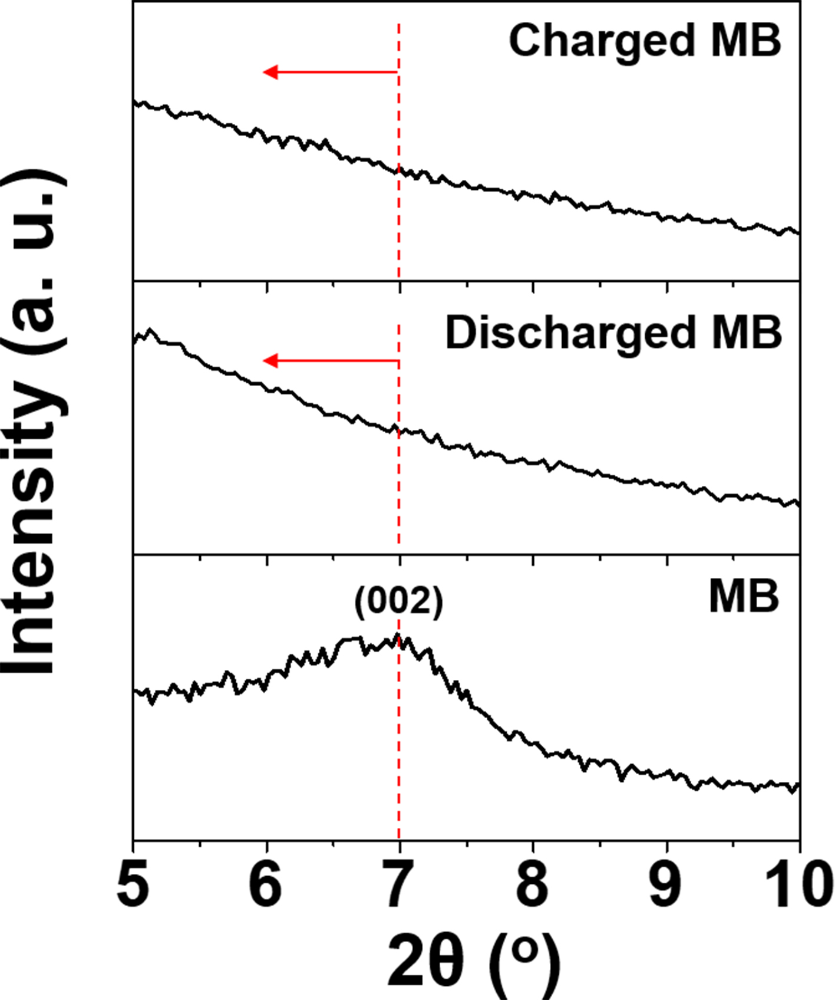 Charged MB
Discharged MB
MB
(002)
Intensity (a. u.)
5 6 7 8 9 10
2θ (°)